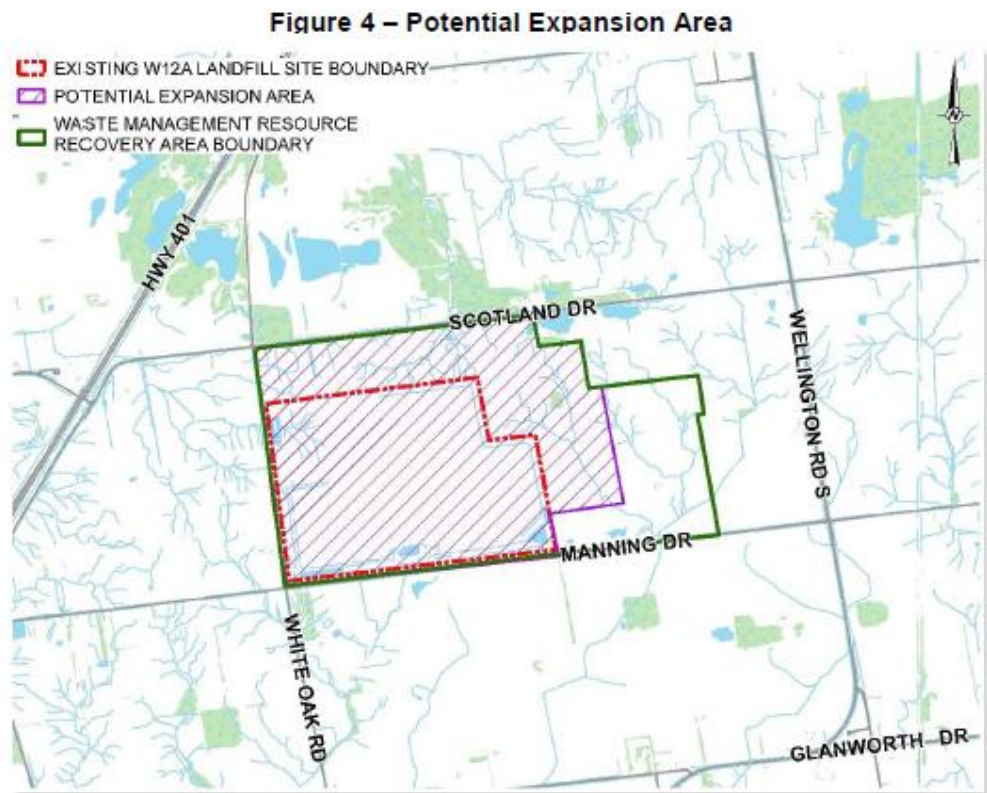 Figure 4 – Potential Expansion Area
EXISTING W12A LANDFILL SITE BOUNDARY
POTENTIAL EXPANSION AREA
WASTE MANAGEMENT RESOURCE
RECOVERY AREA BOUNDARY
N
HWY 401
SCOTLAND DR
WELLINGTON RD S
MANNING DR
WHITE OAK RD
GLANWORTH DR